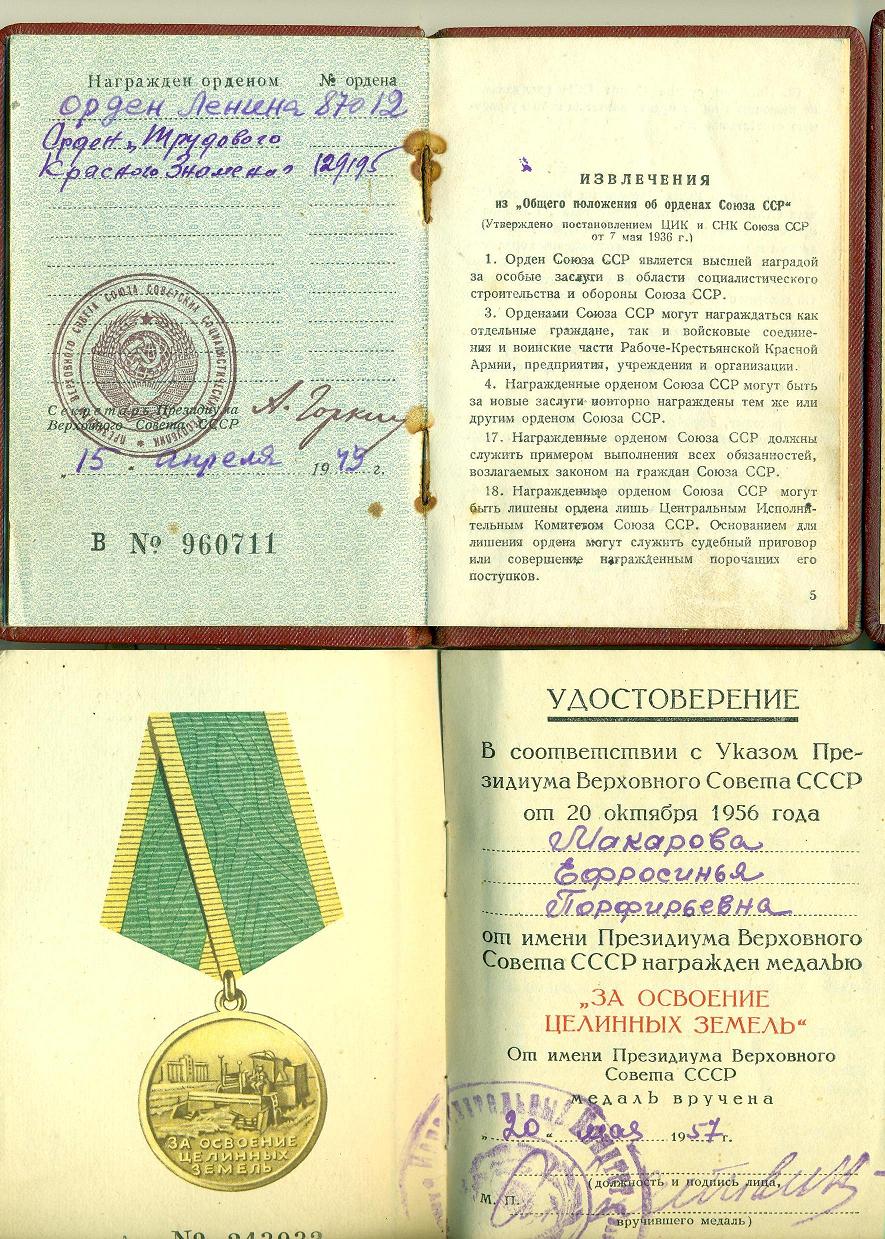 Награжден орденом № ордена
Орден Ленина 87012
Орден „Трудового
Красного Знамени" 129195
ПРЕЗИДИУМ ВЕРХОВНОГО СОВЕТА СОЮЗА СОВЕТСКИХ СОЦИАЛИСТИЧЕСКИХ РЕСПУБЛИК
Секретарь Президиума
Верховного Совета СССР
А. Горкин
„15" апреля 1949 г.
В № 960711
ИЗВЛЕЧЕНИЯ
из „Общего положения об орденах Союза ССР“
(Утверждено постановлением ЦИК и СНК Союза ССР
от 7 мая 1936 г.)
1. Орден Союза ССР является высшей наградой
за особые заслуги в области социалистического
строительства и обороны Союза ССР.
3. Орденами Союза ССР могут награждаться как
отдельные граждане, так и войсковые соедине-
ния и воинские части Рабоче-Крестьянской Красной
Армии, предприятия, учреждения и организации.
4. Награжденные орденом Союза ССР могут быть
за новые заслуги повторно награждены тем же или
другим орденом Союза ССР.
17. Награжденные орденом Союза ССР должны
служить примером выполнения всех обязанностей,
возлагаемых законом на граждан Союза ССР.
18. Награжденные орденом Союза ССР могут
быть лишены ордена лишь Центральным Исполни-
тельным Комитетом Союза ССР. Основанием для
лишения ордена могут служить судебный приговор
или совершение награжденным порочащих его
поступков.
5
ЗА ОСВОЕНИЕ
ЦЕЛИННЫХ
ЗЕМЕЛЬ
УДОСТОВЕРЕНИЕ
В соответствии с Указом Пре-
зидиума Верховного Совета СССР
от 20 октября 1956 года
Макарова
Ефросинья
Порфирьевна
от имени Президиума Верховного
Совета СССР награжден медалью
„ЗА ОСВОЕНИЕ
ЦЕЛИННЫХ ЗЕМЕЛЬ“
От имени Президиума Верховного
Совета СССР
медаль вручена
„20“ мая 1957 г.
(должность и подпись лица,
М. П.
вручившего медаль)